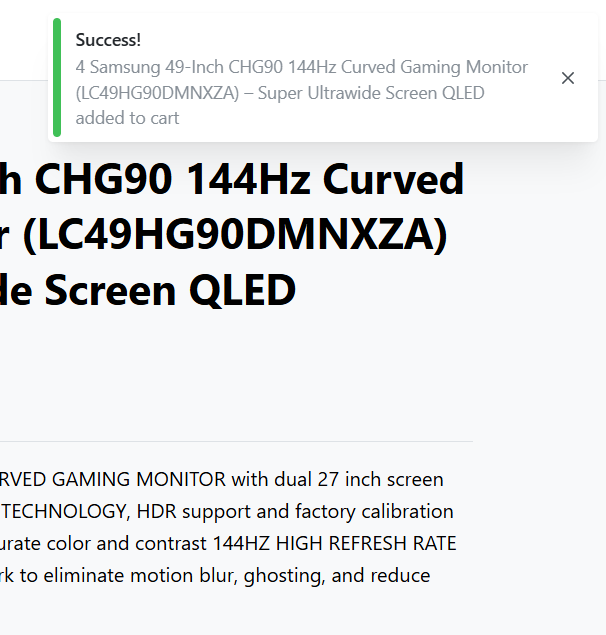 Success!
4 Samsung 49-Inch CHG90 144Hz Curved Gaming Monitor
(LC49HG90DMNXZA) – Super Ultrawide Screen QLED
added to cart
h CHG90 144Hz Curved
r (LC49HG90DMNXZA)
de Screen QLED
RVED GAMING MONITOR with dual 27 inch screen
TECHNOLOGY, HDR support and factory calibration
urate color and contrast 144HZ HIGH REFRESH RATE
rk to eliminate motion blur, ghosting, and reduce